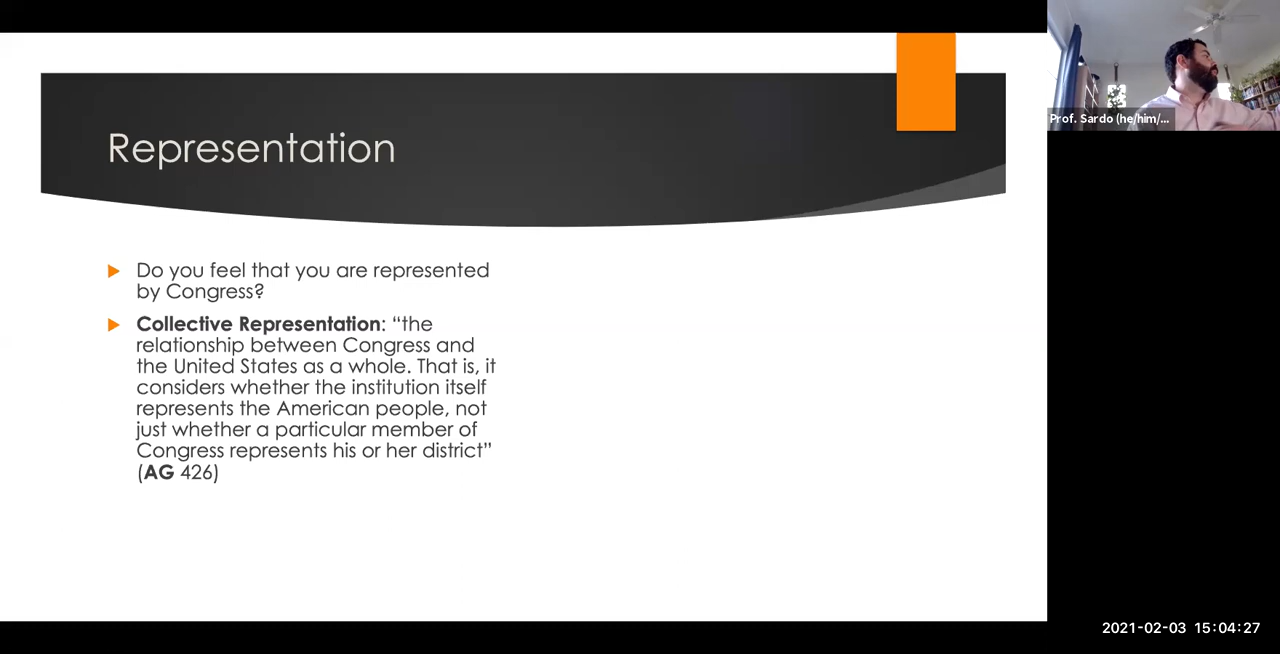 Representation
Do you feel that you are represented
by Congress?
Collective Representation: “the
relationship between Congress and
the United States as a whole. That is, it
considers whether the institution itself
represents the American people, not
just whether a particular member of
Congress represents his or her district”
(AG 426)
Prof. Sardo (he/him/...
2021-02-03 15:04:27